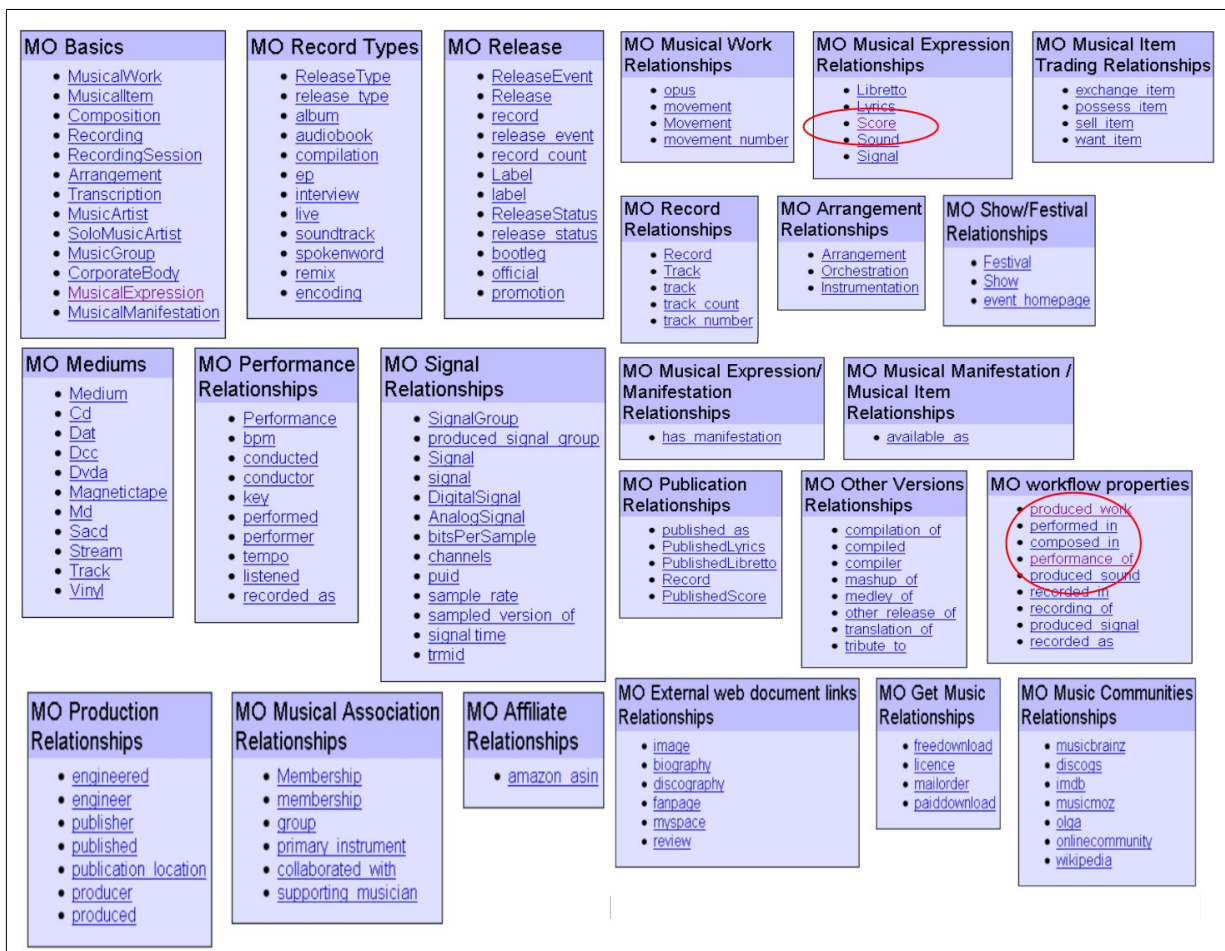 MO Basics
MusicalWork
MusicalItem
Composition
Recording
RecordingSession
Arrangement
Transcription
MusicArtist
SoloMusicArtist
MusicGroup
CorporateBody
MusicalExpression
MusicalManifestation
MO Record Types
ReleaseType
release_type
album
audiobook
compilation
ep
interview
live
soundtrack
spokenword
remix
encoding
MO Release
ReleaseEvent
Release
record
release_event
record_count
Label
label
ReleaseStatus
release_status
bootleg
official
promotion
MO Musical Work
Relationships
opus
movement
Movement
movement_number
MO Musical Expression
Relationships
Libretto
Lyrics
Score
Sound
Signal
MO Musical Item
Trading Relationships
exchange_item
possess_item
sell_item
want_item
MO Record
Relationships
Record
Track
track
track_count
track_number
MO Arrangement
Relationships
Arrangement
Orchestration
Instrumentation
MO Show/Festival
Relationships
Festival
Show
event_homepage
MO Mediums
Medium
Cd
Dat
Dcc
Dvda
Magnetictape
Md
Sacd
Stream
Track
Vinyl
MO Performance
Relationships
Performance
bpm
conducted
conductor
key
performed
performer
tempo
listened
recorded_as
MO Signal
Relationships
SignalGroup
produced_signal_group
Signal
signal
DigitalSignal
AnalogSignal
bitsPerSample
channels
puid
sample_rate
sampled_version_of
signal time
trmid
MO Musical Expression/
Manifestation
Relationships
has_manifestation
MO Musical Manifestation /
Musical Item
Relationships
available_as
MO Publication
Relationships
published_as
PublishedLyrics
PublishedLibretto
Record
PublishedScore
MO Other Versions
Relationships
compilation_of
compiled
compiler
mashup_of
medley_of
other_release_of
translation_of
tribute_to
MO workflow properties
produced_work
performed_in
composed_in
performance_of
produced_sound
recorded_in
recording_of
produced_signal
recorded_as
MO Production
Relationships
engineered
engineer
publisher
published
publication_location
producer
produced
MO Musical Association
Relationships
Membership
membership
group
primary_instrument
collaborated_with
supporting_musician
MO Affiliate
Relationships
amazon_asin
MO External web document links
Relationships
image
biography
discography
fanpage
myspace
review
MO Get Music
Relationships
freedownload
licence
mailorder
paiddownload
MO Music Communities
Relationships
musicbrainz
discogs
imdb
musicmoz
olga
onlinecommunity
wikipedia